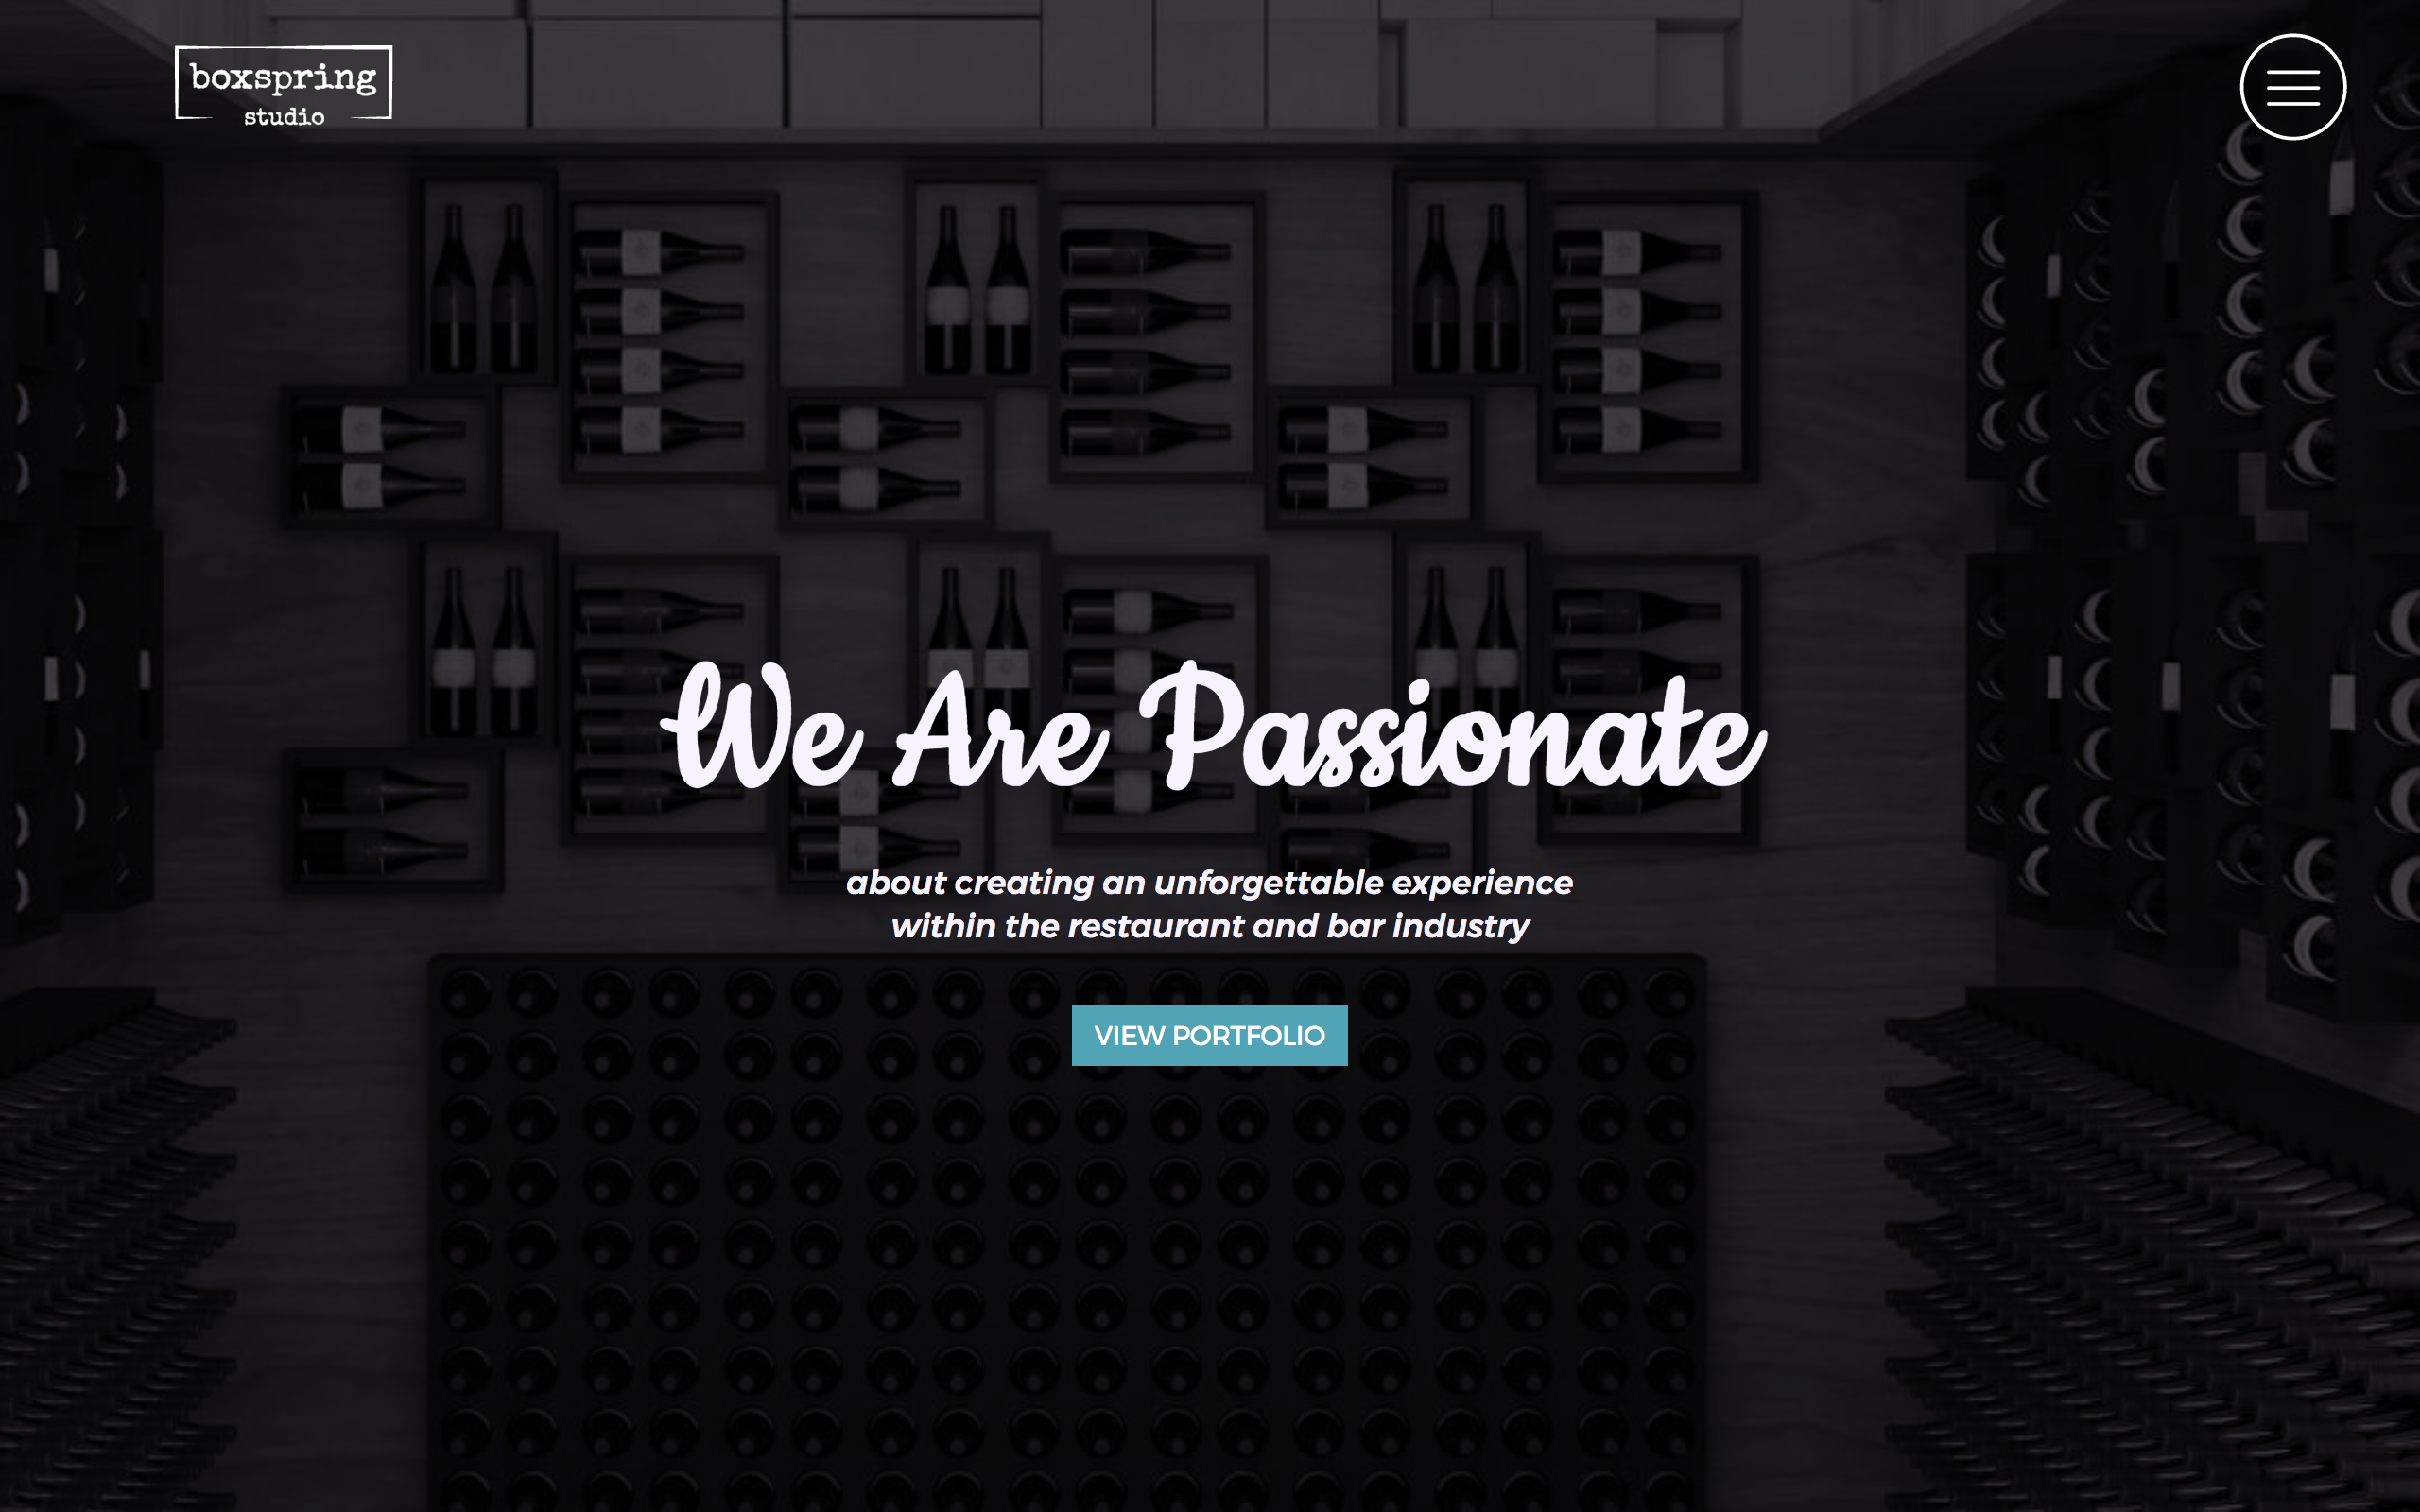 boxspring
studio
We Are Passionate
about creating an unforgettable experience
within the restaurant and bar industry
VIEW PORTFOLIO